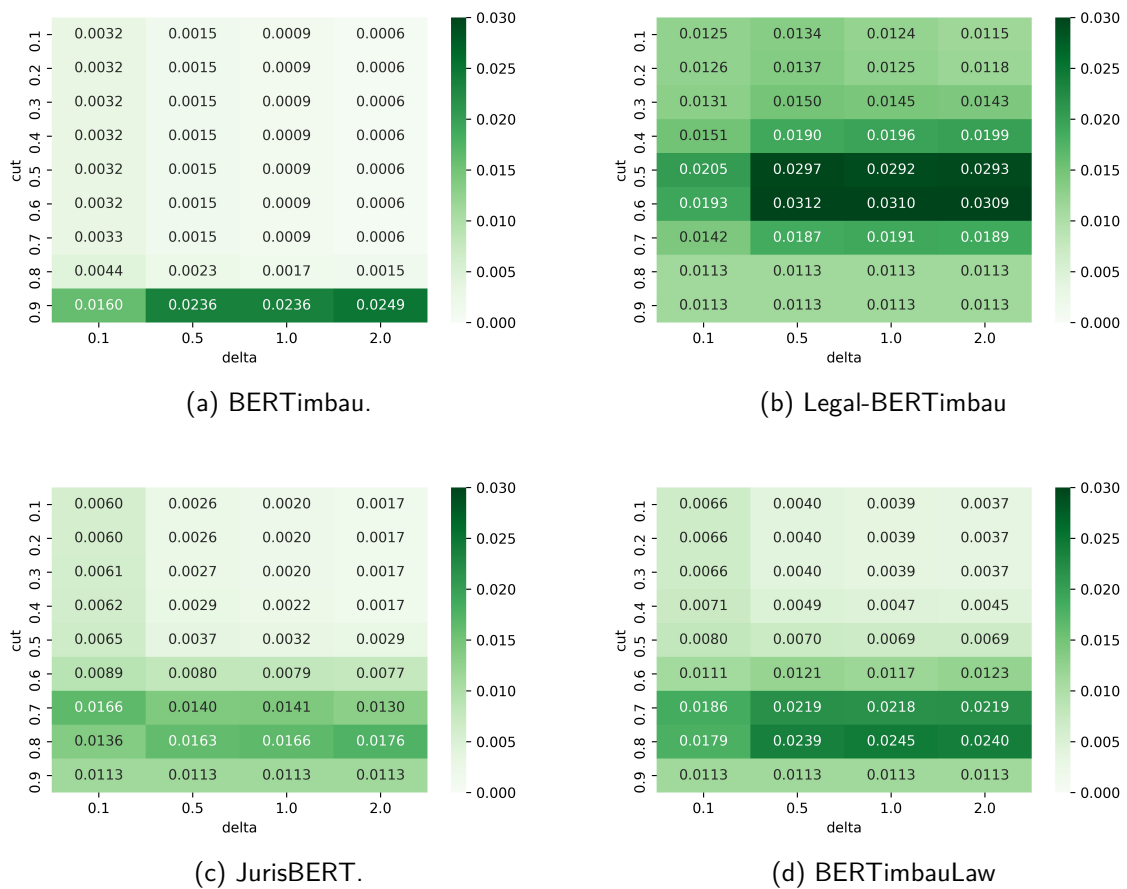 0.1 0.0032 0.0015 0.0009 0.0006
0.2 0.0032 0.0015 0.0009 0.0006
0.3 0.0032 0.0015 0.0009 0.0006
0.4 0.0032 0.0015 0.0009 0.0006
0.5 0.0032 0.0015 0.0009 0.0006
0.6 0.0032 0.0015 0.0009 0.0006
0.7 0.0033 0.0015 0.0009 0.0006
0.8 0.0044 0.0023 0.0017 0.0015
0.9 0.0160 0.0236 0.0236 0.0249
cut
0.1 0.5 1.0 2.0
delta
0.030
0.025
0.020
0.015
0.010
0.005
0.000
(a) BERTimbau.
0.1 0.0125 0.0134 0.0124 0.0115
0.2 0.0126 0.0137 0.0125 0.0118
0.3 0.0131 0.0150 0.0145 0.0143
0.4 0.0151 0.0190 0.0196 0.0199
0.5 0.0205 0.0297 0.0292 0.0293
0.6 0.0193 0.0312 0.0310 0.0309
0.7 0.0142 0.0187 0.0191 0.0189
0.8 0.0113 0.0113 0.0113 0.0113
0.9 0.0113 0.0113 0.0113 0.0113
cut
0.1 0.5 1.0 2.0
delta
0.030
0.025
0.020
0.015
0.010
0.005
0.000
(b) Legal-BERTimbau
0.1 0.0060 0.0026 0.0020 0.0017
0.2 0.0060 0.0026 0.0020 0.0017
0.3 0.0061 0.0027 0.0020 0.0017
0.4 0.0062 0.0029 0.0022 0.0017
0.5 0.0065 0.0037 0.0032 0.0029
0.6 0.0089 0.0080 0.0079 0.0077
0.7 0.0166 0.0140 0.0141 0.0130
0.8 0.0136 0.0163 0.0166 0.0176
0.9 0.0113 0.0113 0.0113 0.0113
cut
0.1 0.5 1.0 2.0
delta
0.030
0.025
0.020
0.015
0.010
0.005
0.000
(c) JurisBERT.
0.1 0.0066 0.0040 0.0039 0.0037
0.2 0.0066 0.0040 0.0039 0.0037
0.3 0.0066 0.0040 0.0039 0.0037
0.4 0.0071 0.0049 0.0047 0.0045
0.5 0.0080 0.0070 0.0069 0.0069
0.6 0.0111 0.0121 0.0117 0.0123
0.7 0.0186 0.0219 0.0218 0.0219
0.8 0.0179 0.0239 0.0245 0.0240
0.9 0.0113 0.0113 0.0113 0.0113
cut
0.1 0.5 1.0 2.0
delta
0.030
0.025
0.020
0.015
0.010
0.005
0.000
(d) BERTimbauLaw